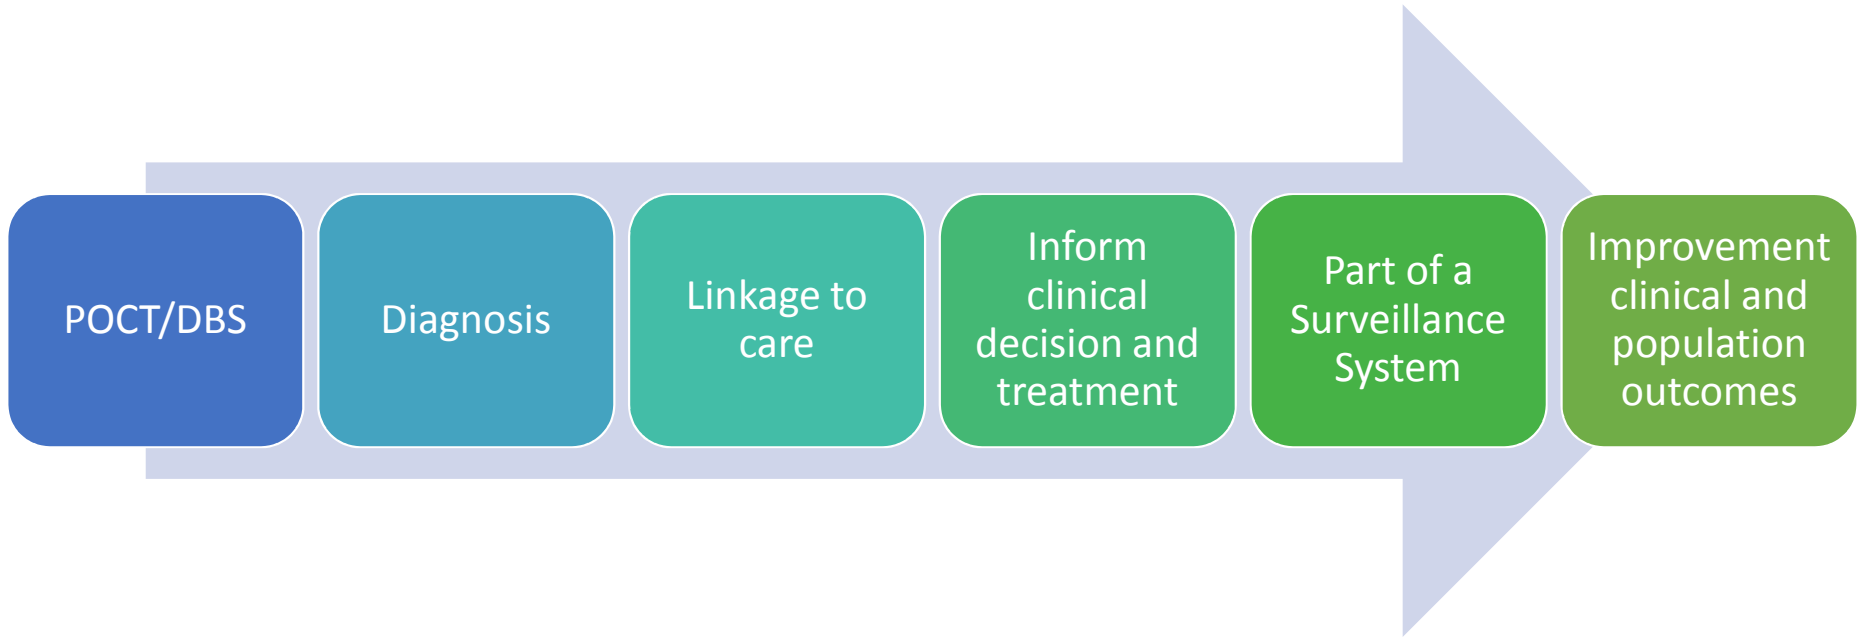 POCT/DBS
Diagnosis
Linkage to
care
Inform
clinical
decision and
treatment
Part of a
Surveillance
System
Improvement
clinical and
population
outcomes